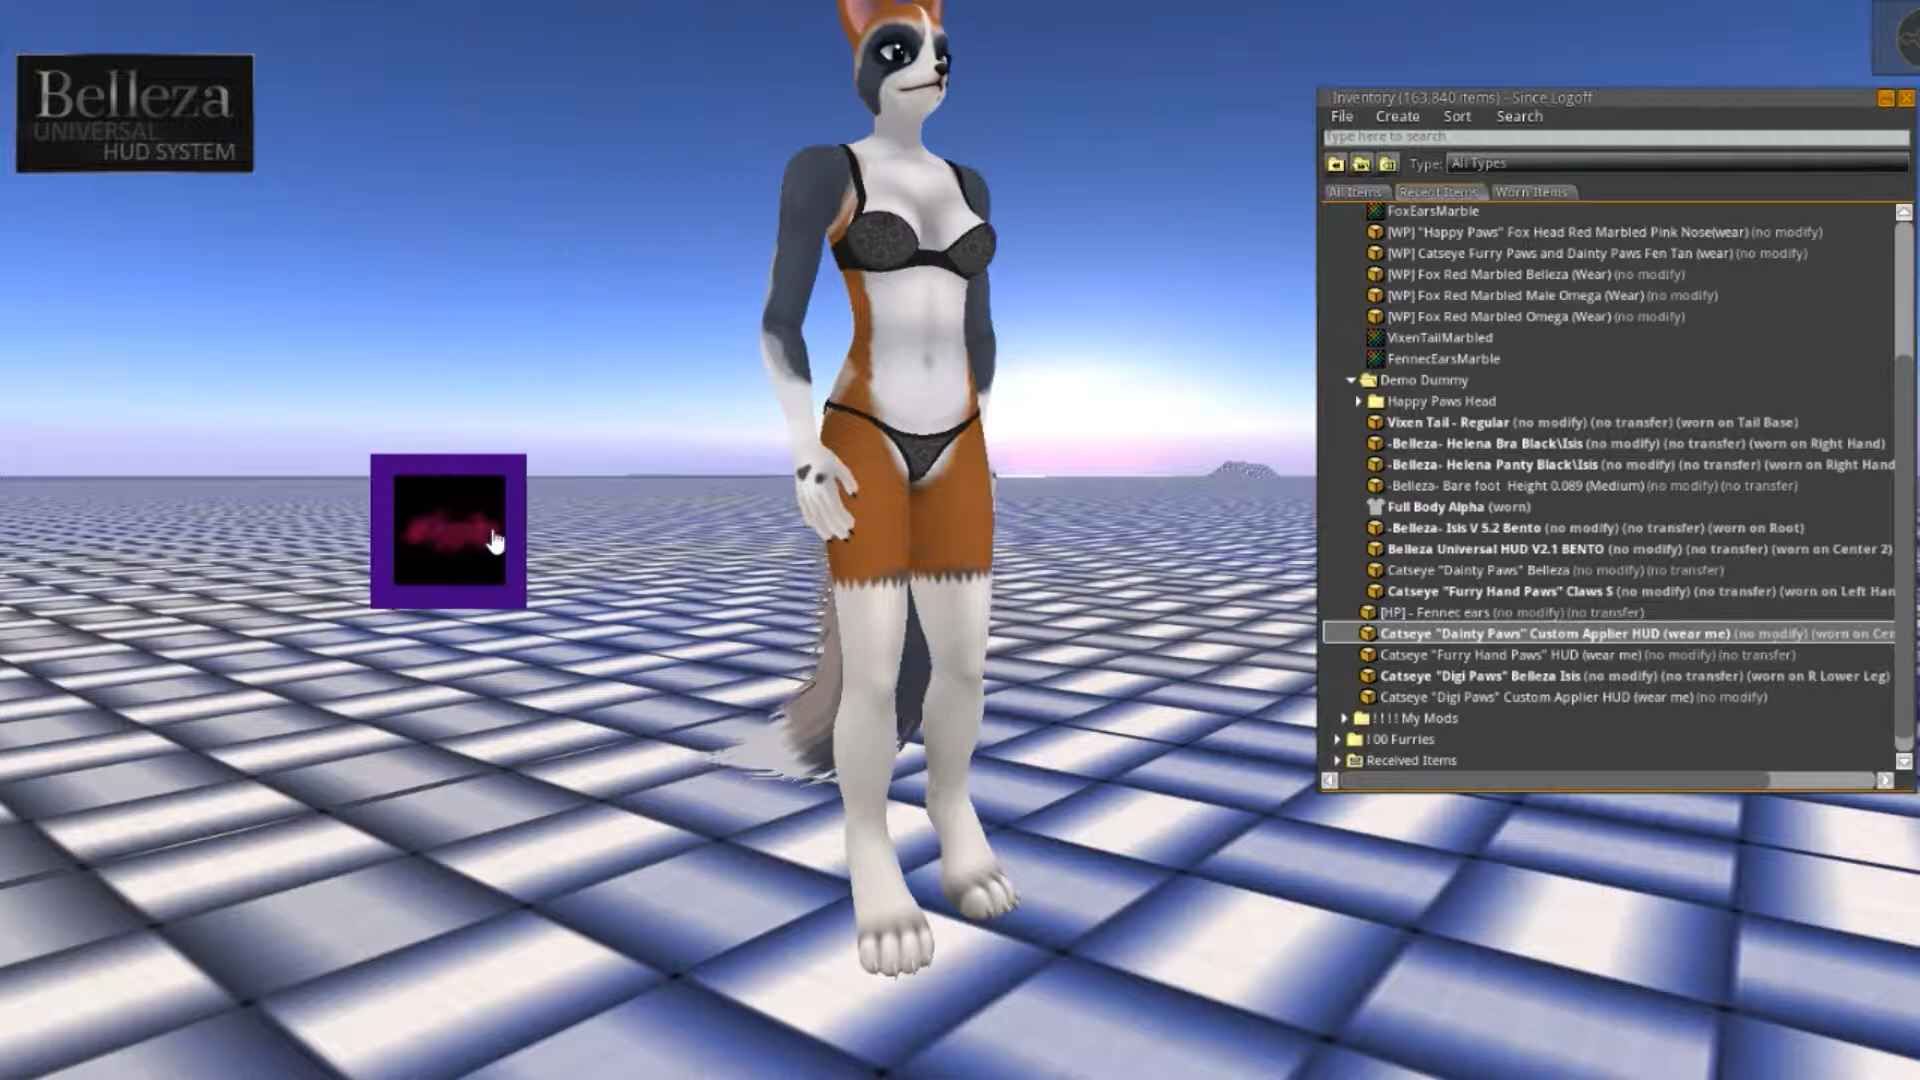 Belleza
UNIVERSAL
HUD SYSTEM
Inventory (163,840 items) - Since Logoff
File Create Sort Search
Type here to search
Type: All Types
All Items Recent Items Worn Items
FoxEarsMarble
[WP] "Happy Paws" Fox Head Red Marbled Pink Nose(wear) (no modify)
[WP] Catseye Furry Paws and Dainty Paws Fen Tan (wear) (no modify)
[WP] Fox Red Marbled Belleza (Wear) (no modify)
[WP] Fox Red Marbled Male Omega (Wear) (no modify)
[WP] Fox Red Marbled Omega (Wear) (no modify)
VixenTailMarbled
FennecEarsMarble
Demo Dummy
Happy Paws Head
Vixen Tail - Regular (no modify) (no transfer) (worn on Tail Base)
-Belleza- Helena Bra Black\Isis (no modify) (no transfer) (worn on Right Hand)
-Belleza- Helena Panty Black\Isis (no modify) (no transfer) (worn on Right Hand
-Belleza- Bare foot Height 0.089 (Medium) (no modify) (no transfer)
Full Body Alpha (worn)
-Belleza- Isis V 5.2 Bento (no modify) (no transfer) (worn on Root)
Belleza Universal HUD V2.1 BENTO (no modify) (no transfer) (worn on Center 2)
Catseye "Dainty Paws" Belleza (no modify) (no transfer)
Catseye "Furry Hand Paws" Claws S (no modify) (no transfer) (worn on Left Han
[HP] - Fennec ears (no modify) (no transfer)
Catseye "Dainty Paws" Custom Applier HUD (wear me) (no modify) (worn on Cen
Catseye "Furry Hand Paws" HUD (wear me) (no modify) (no transfer)
Catseye "Digi Paws" Belleza Isis (no modify) (no transfer) (worn on R Lower Leg)
Catseye "Digi Paws" Custom Applier HUD (wear me) (no modify)
!!!! My Mods
! 00 Furries
Received Items